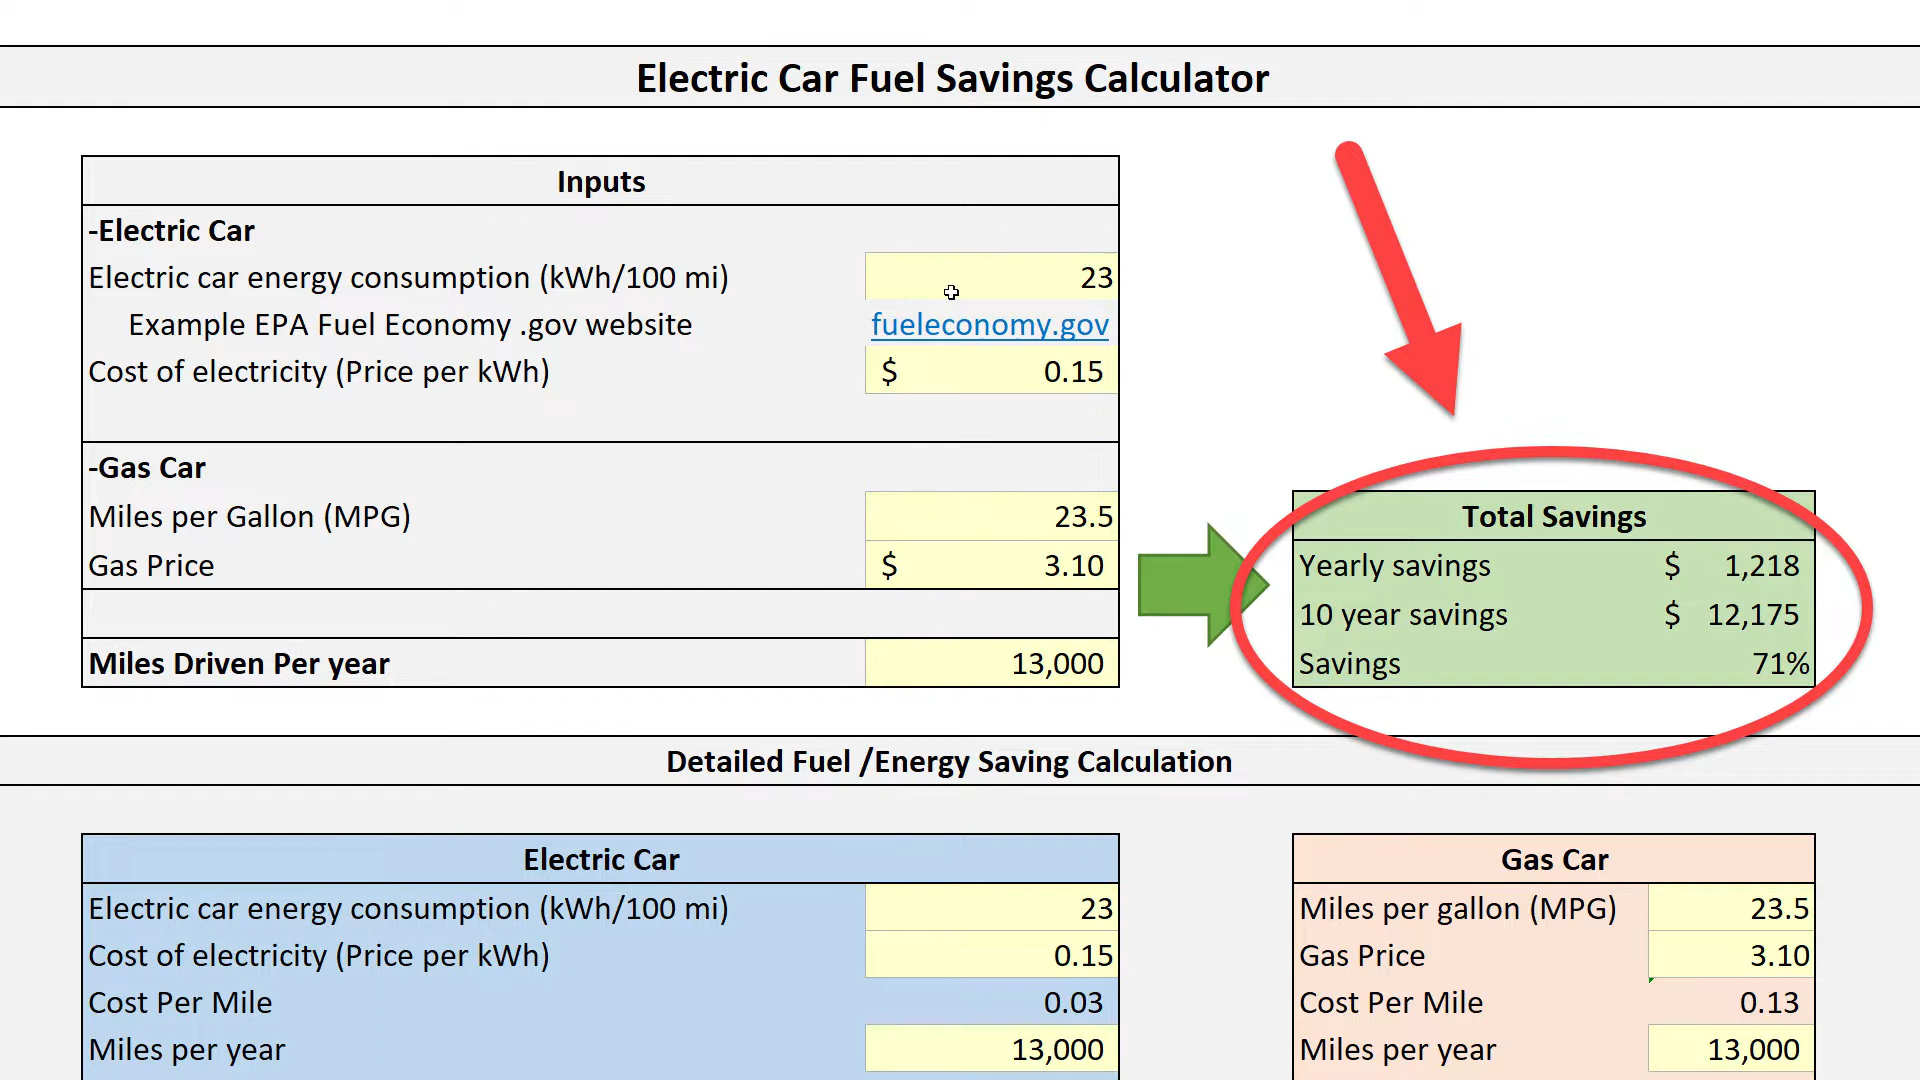 Electric Car Fuel Savings Calculator
Inputs
-Electric Car
Electric car energy consumption (kWh/100 mi) 23
Example EPA Fuel Economy .gov website fueleconomy.gov
Cost of electricity (Price per kWh) $ 0.15
-Gas Car
Miles per Gallon (MPG) 23.5
Gas Price $ 3.10
Miles Driven Per year 13,000
Total Savings
Yearly savings $ 1,218
10 year savings $ 12,175
Savings 71%
Detailed Fuel /Energy Saving Calculation
Electric Car
Electric car energy consumption (kWh/100 mi) 23
Cost of electricity (Price per kWh) 0.15
Cost Per Mile 0.03
Miles per year 13,000
Gas Car
Miles per gallon (MPG) 23.5
Gas Price 3.10
Cost Per Mile 0.13
Miles per year 13,000